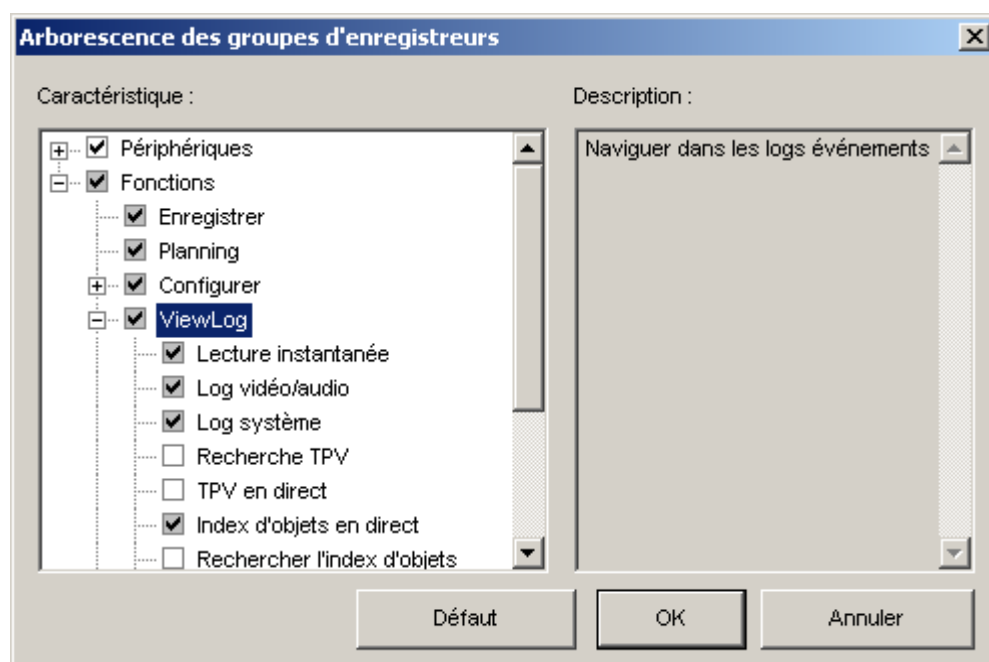 Arborescence des groupes d'enregistreurs
Caractéristique :
Périphériques
Fonctions
Enregistrer
Planning
Configurer
ViewLog
Lecture instantanée
Log vidéo/audio
Log système
Recherche TPV
TPV en direct
Index d'objets en direct
Rechercher l'index d'objets
Description :
Naviguer dans les logs événements
Défaut
OK
Annuler